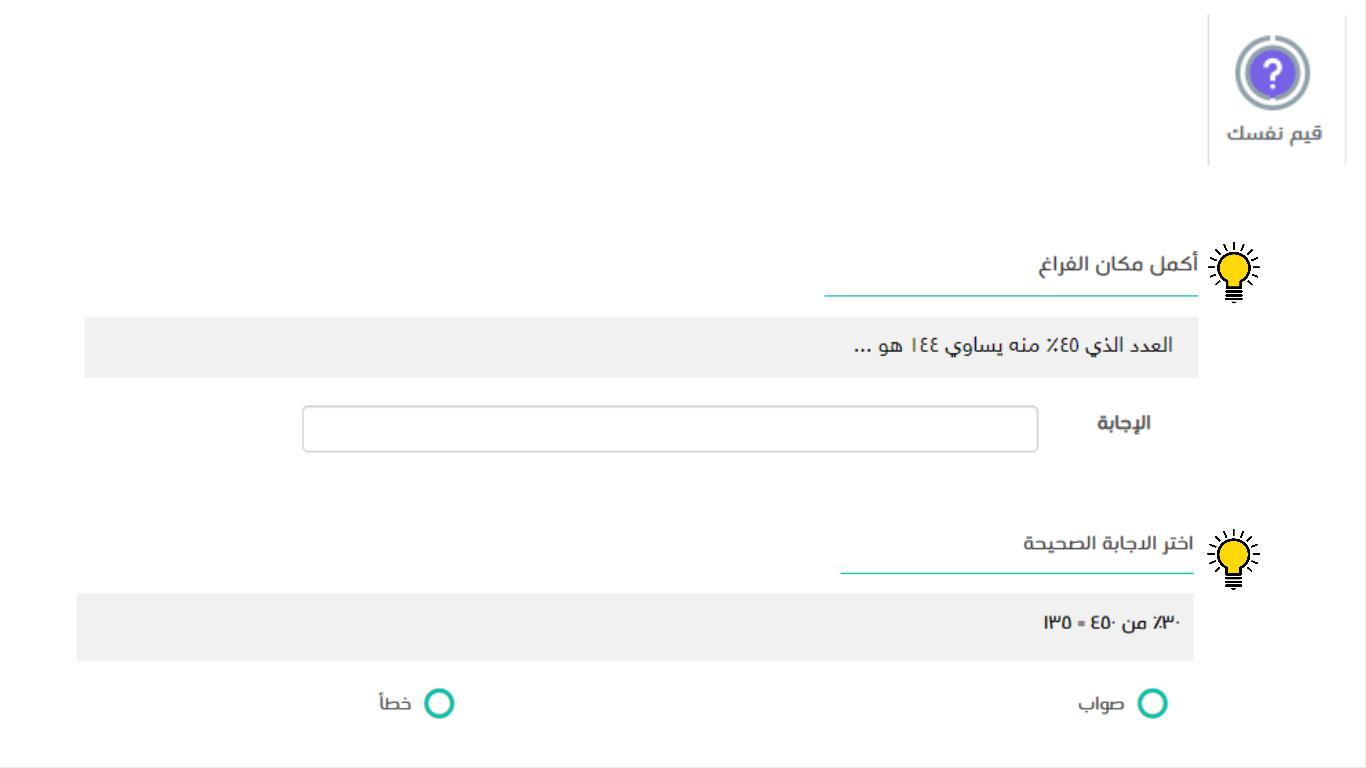 قيم نفسك
أكمل مكان الفراغ
العدد الذي ٤٥٪ منه يساوي ١٤٤ هو ...
الإجابة
اختر الاجابة الصحيحة
٣٠٪ من ٤٥٠ = ١٣٥
صواب
خطأ